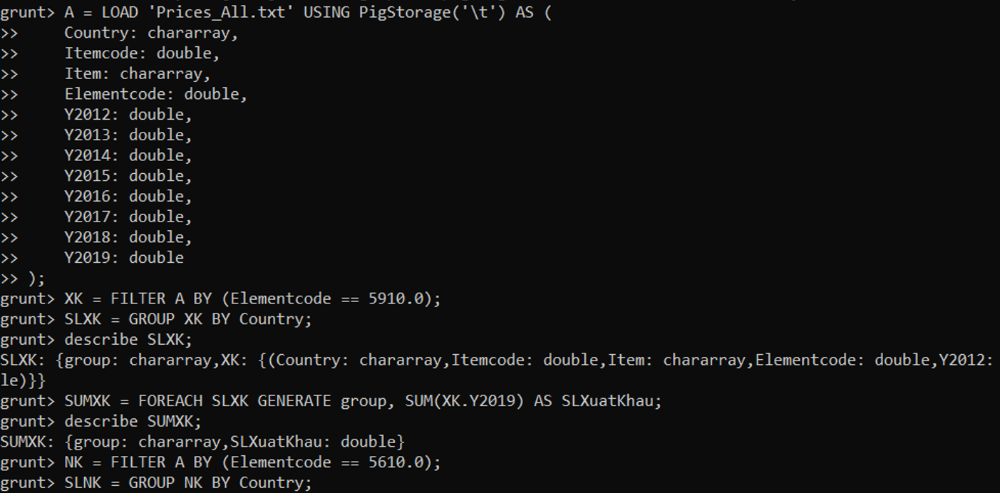 grunt> A = LOAD 'Prices_All.txt' USING PigStorage('\t') AS (
>>     Country: chararray,
>>     Itemcode: double,
>>     Item: chararray,
>>     Elementcode: double,
>>     Y2012: double,
>>     Y2013: double,
>>     Y2014: double,
>>     Y2015: double,
>>     Y2016: double,
>>     Y2017: double,
>>     Y2018: double,
>>     Y2019: double
>> );
grunt> XK = FILTER A BY (Elementcode == 5910.0);
grunt> SLXK = GROUP XK BY Country;
grunt> describe SLXK;
SLXK: {group: chararray,XK: {(Country: chararray,Itemcode: double,Item: chararray,Elementcode: double,Y2012:
le)}}
grunt> SUMXK = FOREACH SLXK GENERATE group, SUM(XK.Y2019) AS SLXuatKhau;
grunt> describe SUMXK;
SUMXK: {group: chararray,SLXuatKhau: double}
grunt> NK = FILTER A BY (Elementcode == 5610.0);
grunt> SLNK = GROUP NK BY Country;